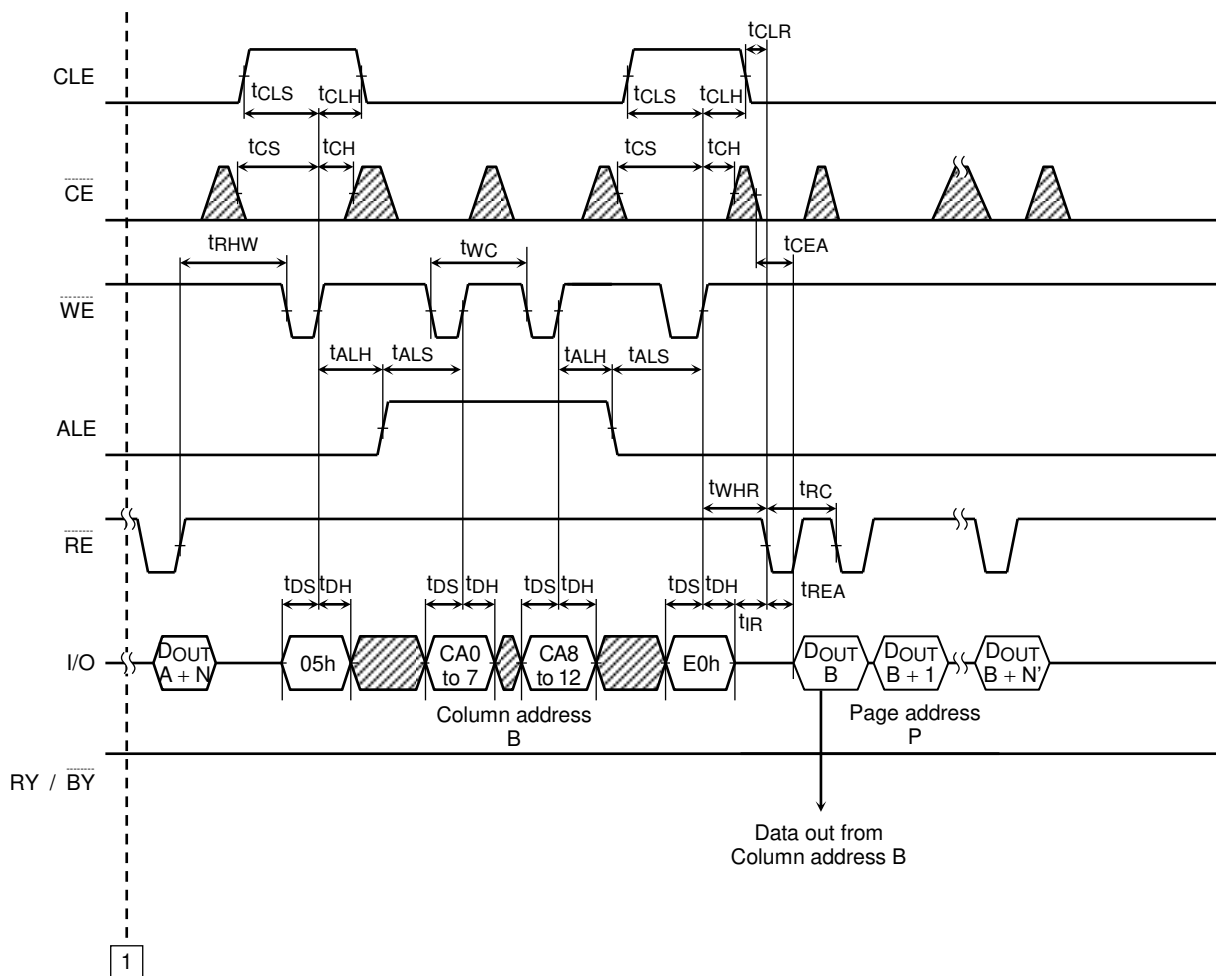 tCLR
CLE
tCLS tCLH tCLS tCLH
tCS tCH tCS tCH
CE
tRHW tWC tCEA
WE
tALH tALS tALH tALS
ALE
tWHR tRC
RE
tDS tDH tDS tDH tDS tDH tDS tDH tREA
tIR
I/O
DOUT
A + N
05h
CA0
to 7
CA8
to 12
E0h
DOUT
B
DOUT
B + 1
DOUT
B + N’
Column address
B
Page address
P
RY / BY
Data out from
Column address B
1